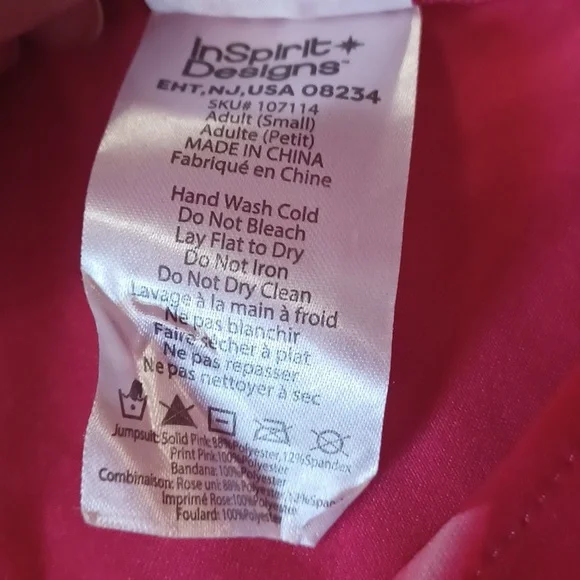 InSpirit
Designs™
EHT, NJ, USA 08234
SKU# 107114
Adult (Small)
Adulte (Petit)
MADE IN CHINA
Fabriqué en Chine
Hand Wash Cold
Do Not Bleach
Lay Flat to Dry
Do Not Iron
Do Not Dry Clean
Lavage à la main à froid
Ne pas blanchir
Faire sécher à plat
Ne pas repasser
Ne pas nettoyer à sec
Jumpsuit: Solid Pink: 88%Polyester, 12%Spandex
Print Pink:100%Polyester
Bandana: 100%Polyester
Combinaison: Rose uni: 88%Polyester, 12%Span
Imprimé Rose:100%Polyester
Foulard: 100%Polyester